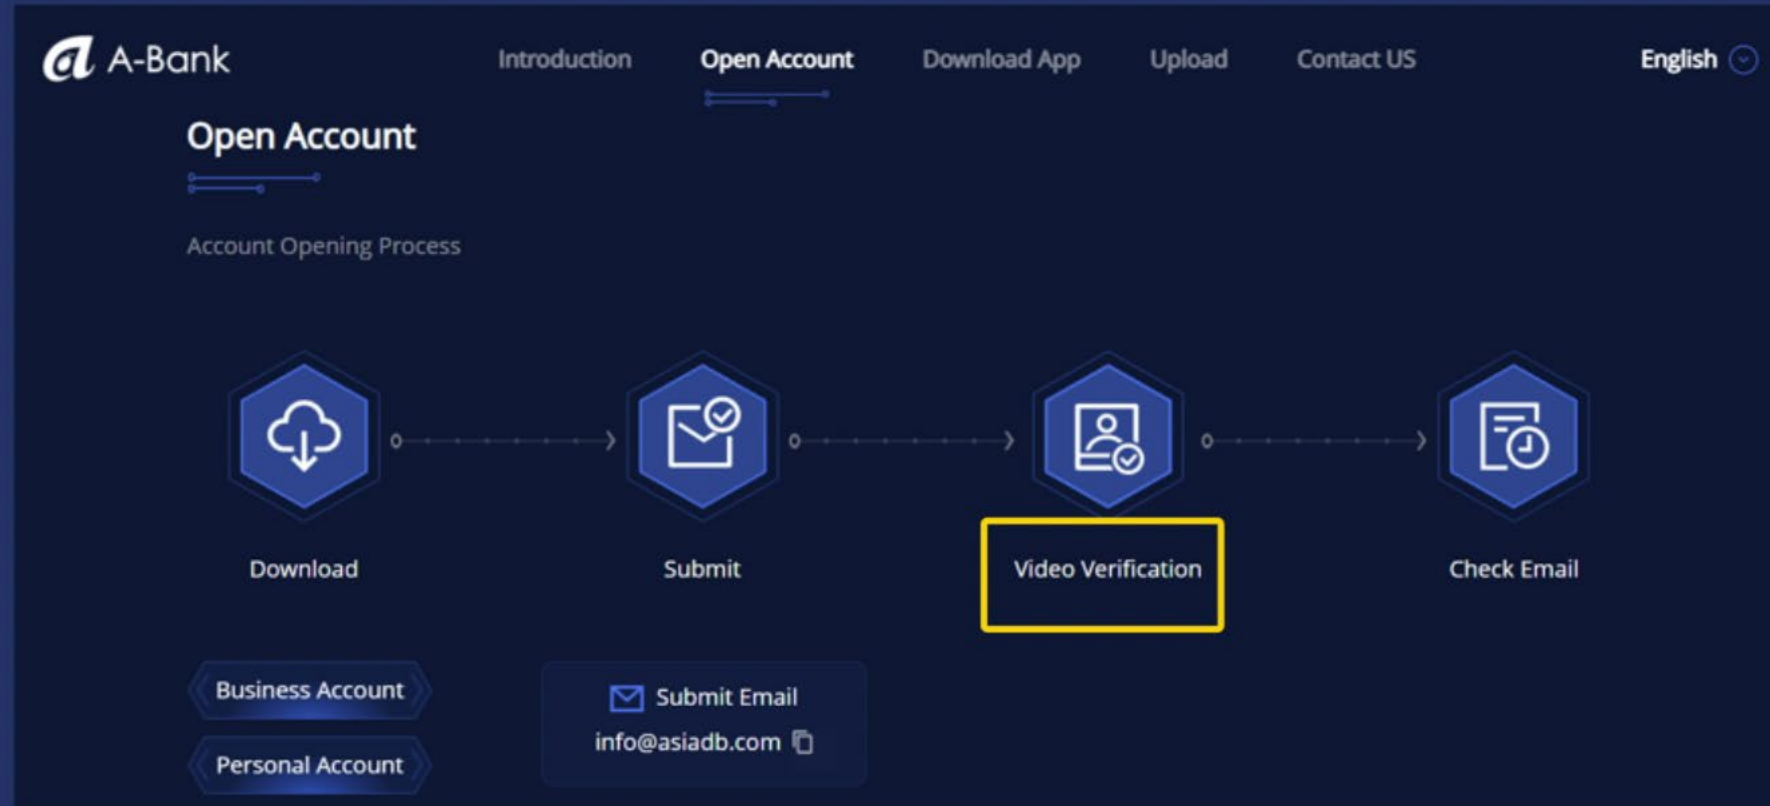 A-Bank
Introduction
Open Account
Download App
Upload
Contact US
English
Open Account
Account Opening Process
Download
Submit
Video Verification
Check Email
Business Account
Personal Account
Submit Email
info@asiadb.com